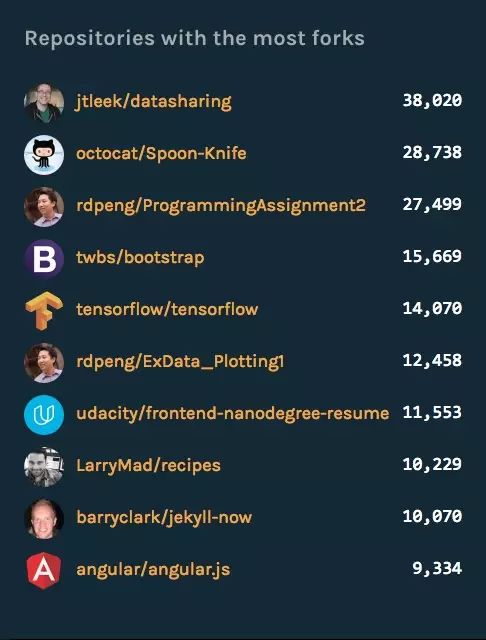 Repositories with the most forks
jtleek/datasharing 38,020
octocat/Spoon-Knife 28,738
rdpeng/ProgrammingAssignment2 27,499
B twbs/bootstrap 15,669
tensorflow/tensorflow 14,070
rdpeng/ExData_Plotting1 12,458
udacity/frontend-nanodegree-resume 11,553
LarryMad/recipes 10,229
barryclark/jekyll-now 10,070
A angular/angular.js 9,334